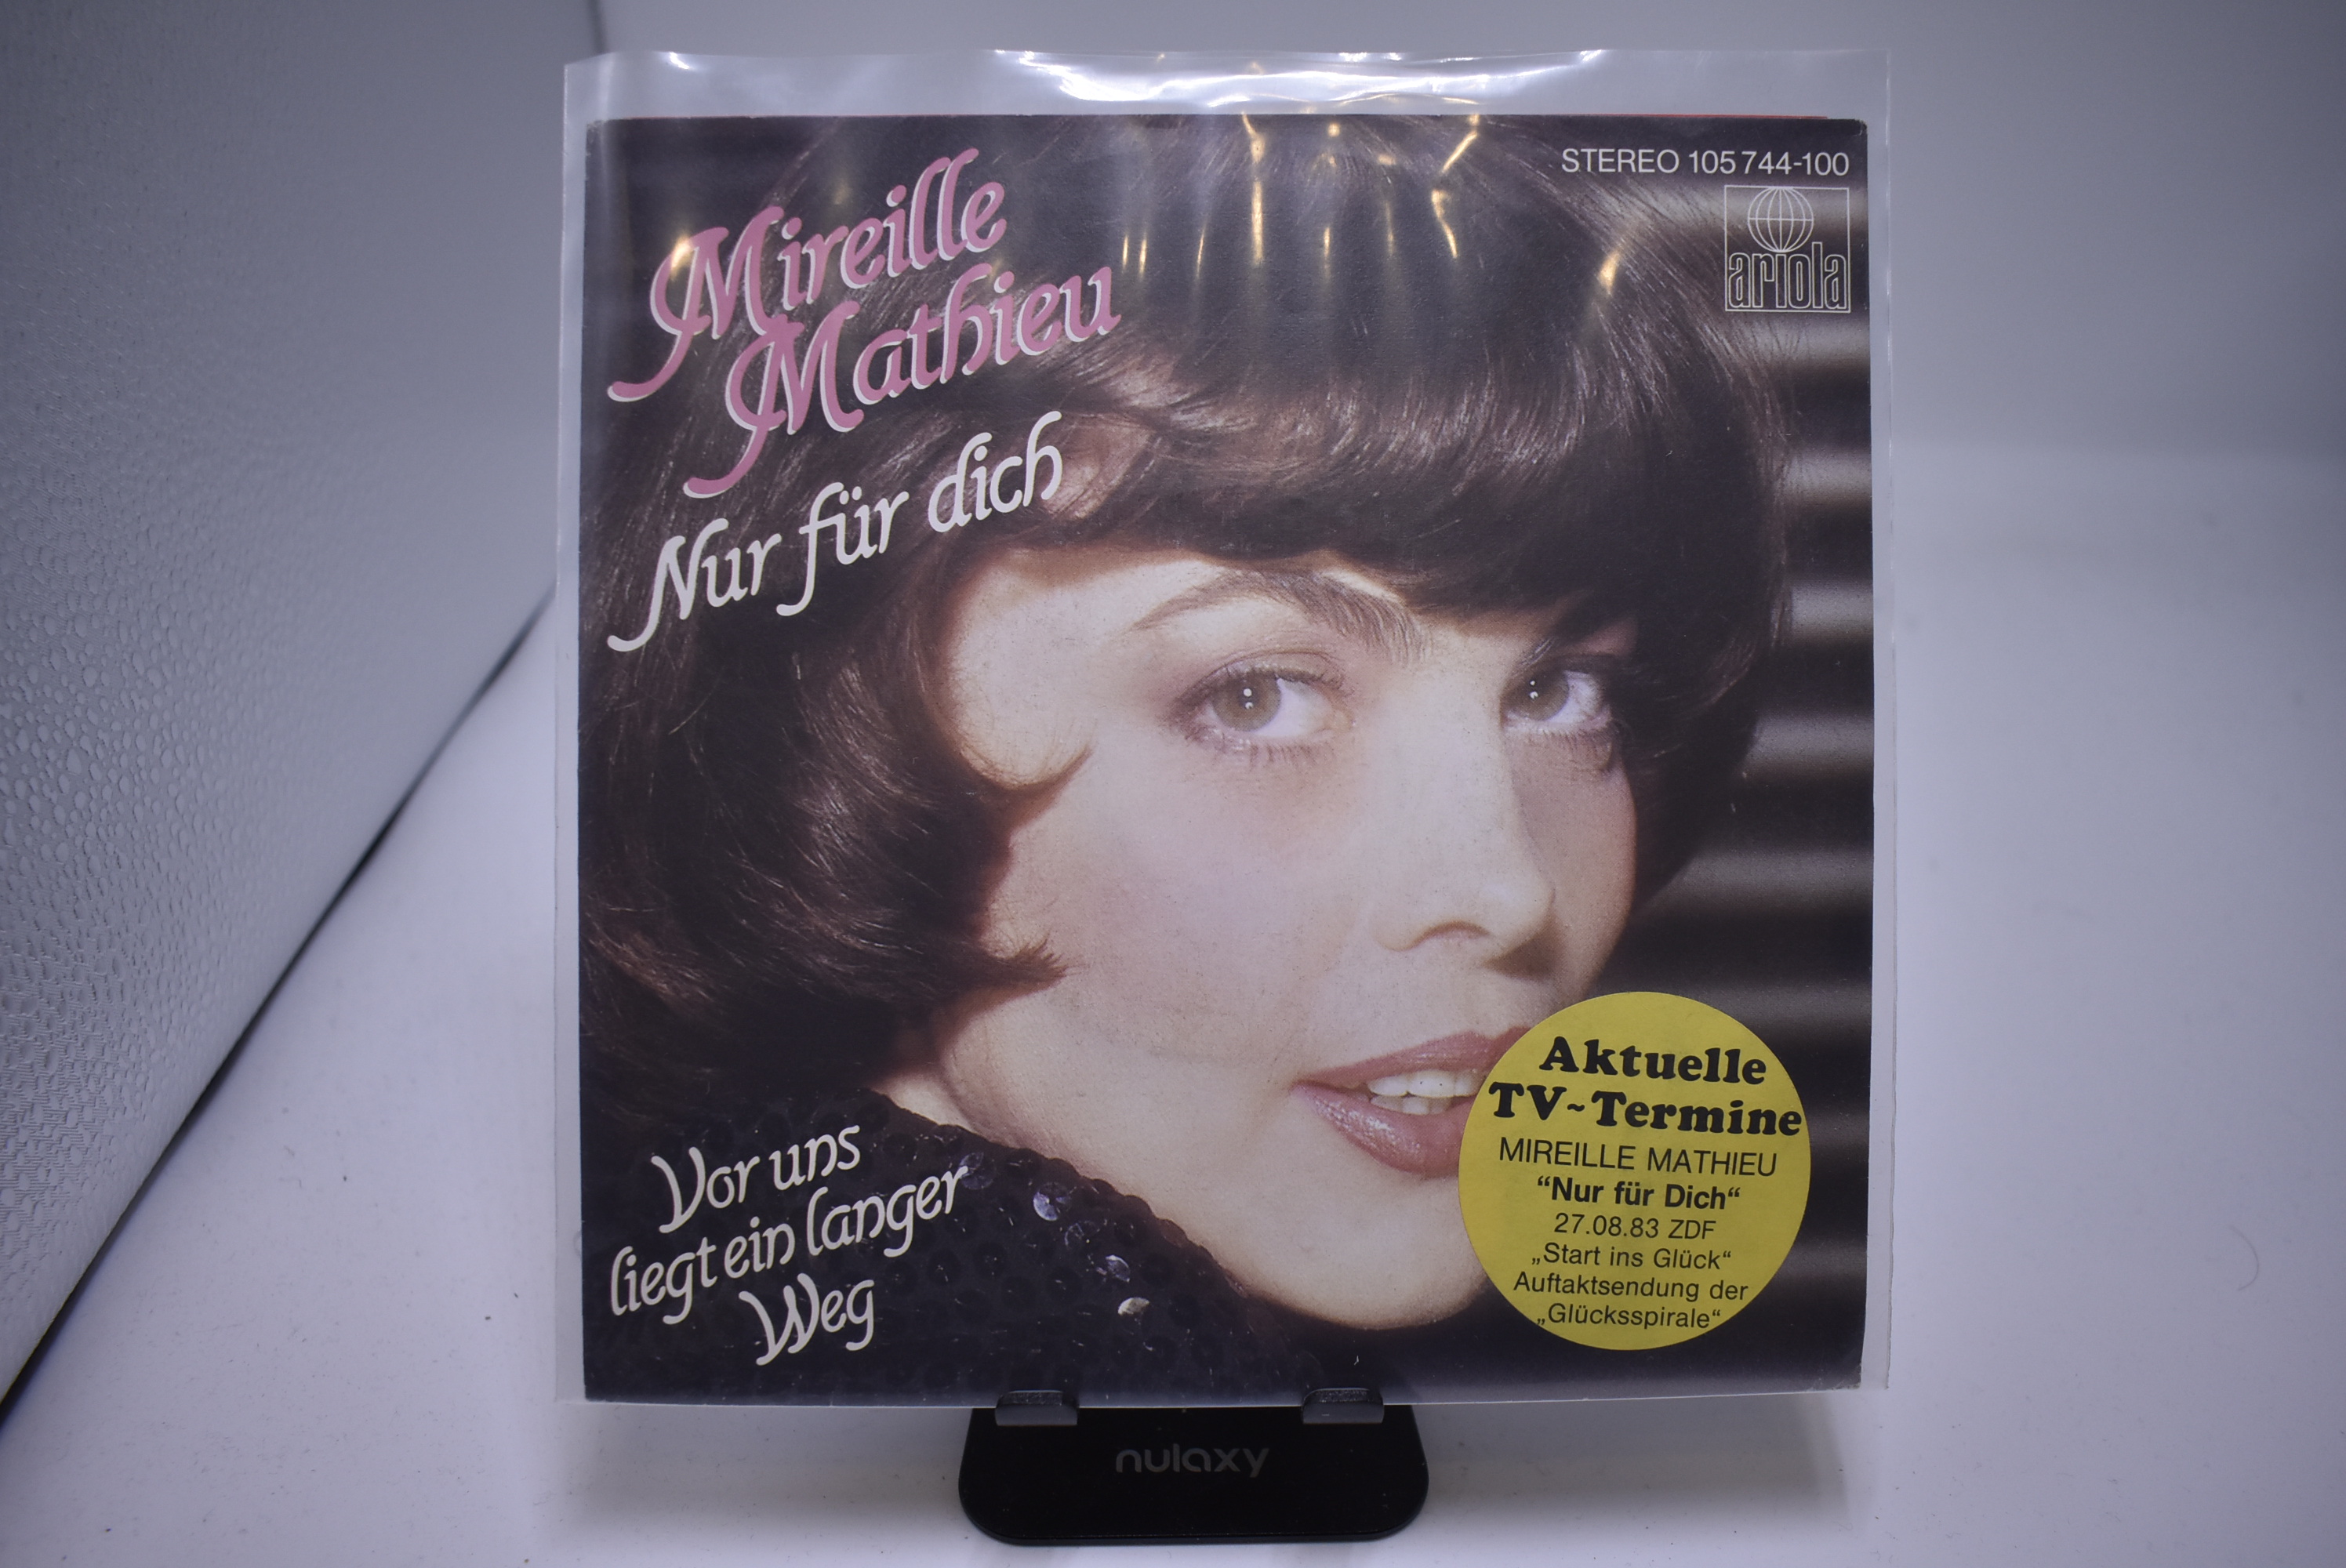 STEREO 105 744-100
ariola
Mireille
Mathieu
Nur für dich
Vor uns
liegt ein langer
Weg
Aktuelle
TV-Termine
MIREILLE MATHIEU
“Nur für Dich“
27.08.83 ZDF
„Start ins Glück“
Auftaktsendung der
„Glücksspirale“
nulaxy